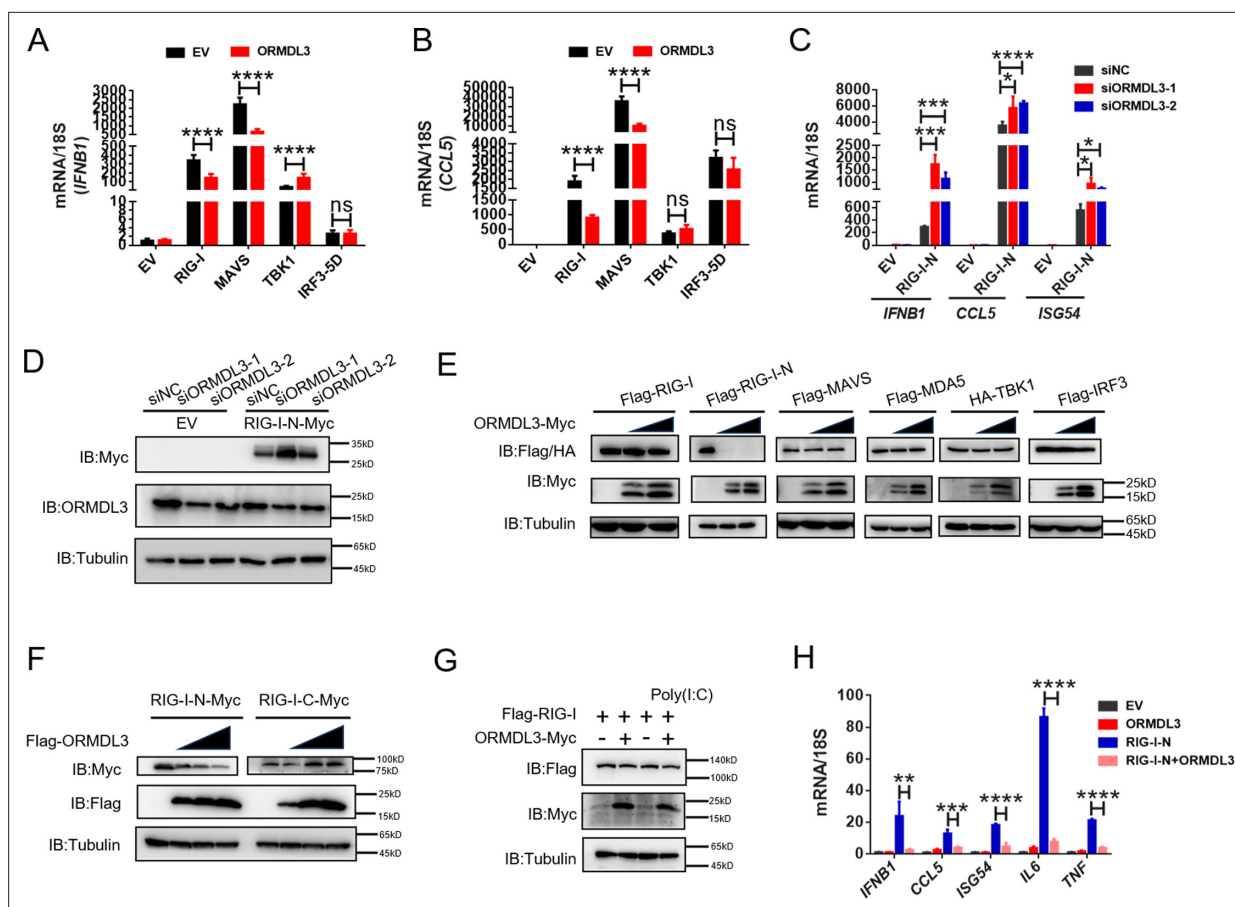 A
EV
ORMDL3
mRNA/18S
(IFNB1)
3000
2500
2000
1500
1000
500
400
300
200
100
14
12
10
8
6
4
2
0
****
****
****
ns
EV
RIG-I
MAVS
TBK1
IRF3-5D
B
EV
ORMDL3
mRNA/18S
(CCL5)
50000
40000
30000
20000
10000
4000
3000
2000
1000
1000
500
0
****
****
ns
ns
EV
RIG-I
MAVS
TBK1
IRF3-5D
C
siNC
siORMDL3-1
siORMDL3-2
mRNA/18S
8000
6000
4000
2000
2000
1500
1000
600
400
200
0
***
***
****
*
*
*
EV
RIG-I-N
EV
RIG-I-N
EV
RIG-I-N
IFNB1
CCL5
ISG54
D
siNC
siORMDL3-1
siORMDL3-2
siNC
siORMDL3-1
siORMDL3-2
EV
RIG-I-N-Myc
IB:Myc
35kD
25kD
IB:ORMDL3
25kD
15kD
IB:Tubulin
65kD
45kD
E
Flag-RIG-I
Flag-RIG-I-N
Flag-MAVS
Flag-MDA5
HA-TBK1
Flag-IRF3
ORMDL3-Myc
IB:Flag/HA
IB:Myc
25kD
15kD
IB:Tubulin
65kD
45kD
F
RIG-I-N-Myc
RIG-I-C-Myc
Flag-ORMDL3
IB:Myc
100kD
75kD
IB:Flag
25kD
15kD
IB:Tubulin
65kD
45kD
G
Poly(I:C)
Flag-RIG-I + + + +
ORMDL3-Myc - + - +
IB:Flag
140kD
100kD
IB:Myc
25kD
15kD
IB:Tubulin
65kD
45kD
H
EV
ORMDL3
RIG-I-N
RIG-I-N+ORMDL3
mRNA/18S
100
80
60
40
20
0
**
***
****
****
****
IFNB1
CCL5
ISG54
IL6
TNF